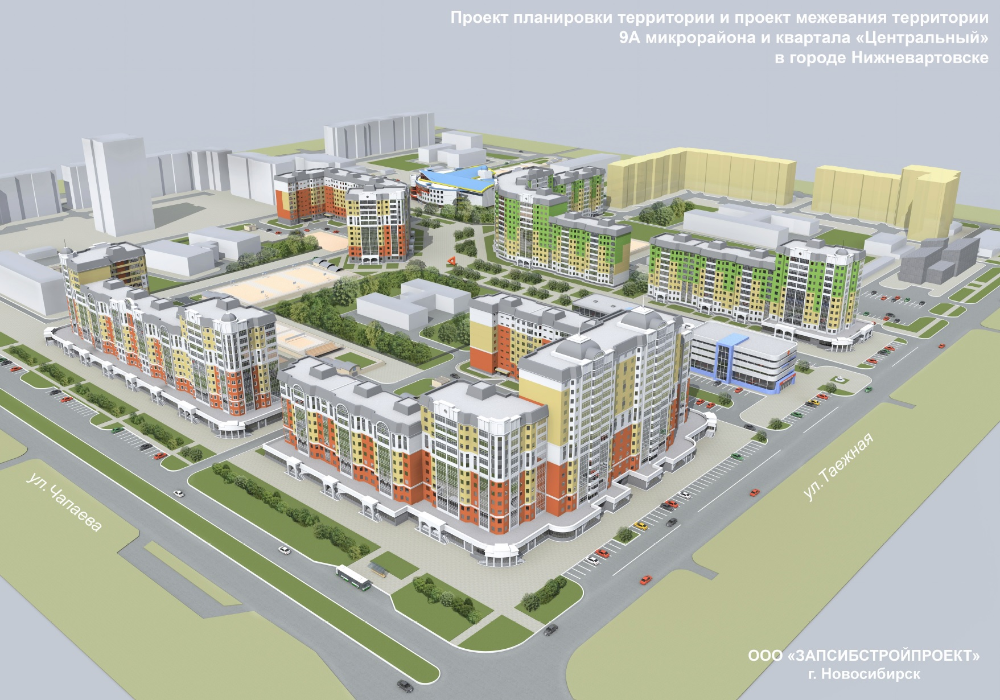 Проект планировки территории и проект межевания территории
9А микрорайона и квартала «Центральный»
в городе Нижневартовске
ул. Чапаева
ул. Таежная
ООО «ЗАПСИБСТРОЙПРОЕКТ»
г. Новосибирск